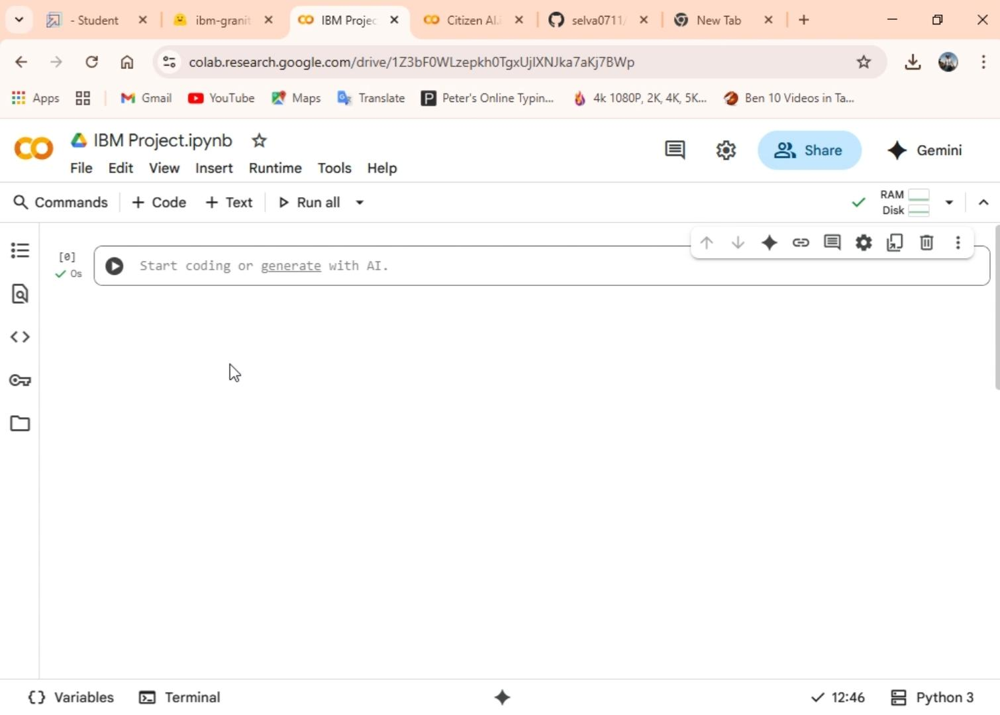 - Student
ibm-granit
IBM Projec
Citizen AI.
selva0711/
New Tab
colab.research.google.com/drive/1Z3bF0WLzepkh0TgxUjlXNJka7aKj7BWp
Apps
Gmail
YouTube
Maps
Translate
Peter's Online Typin...
4k 1080P, 2K, 4K, 5K...
Ben 10 Videos in Ta...
IBM Project.ipynb
Share
Gemini
File Edit View Insert Runtime Tools Help
Commands
+ Code
+ Text
Run all
RAM
Disk
[0]
0s
Start coding or generate with AI.
Variables
Terminal
12:46
Python 3